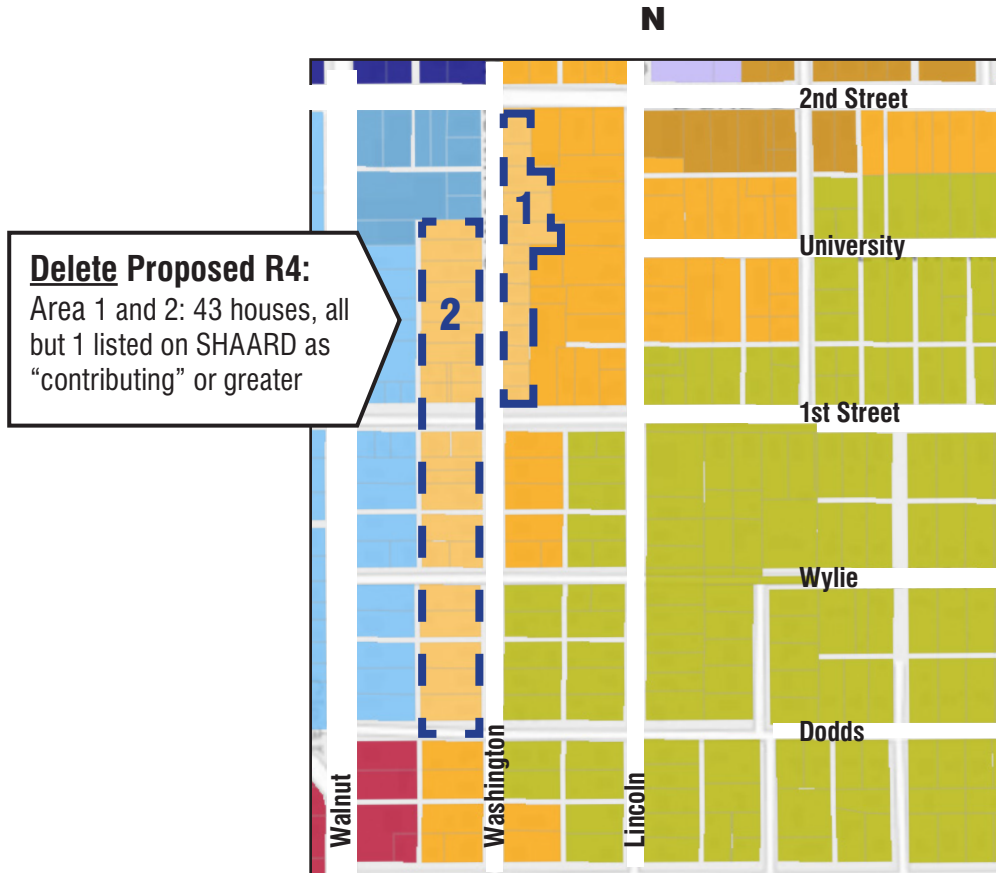 N
2nd Street
1
University
Delete Proposed R4:
Area 1 and 2: 43 houses, all
but 1 listed on SHAARD as
“contributing” or greater
2
1st Street
Wylie
Dodds
Walnut
Washington
Lincoln